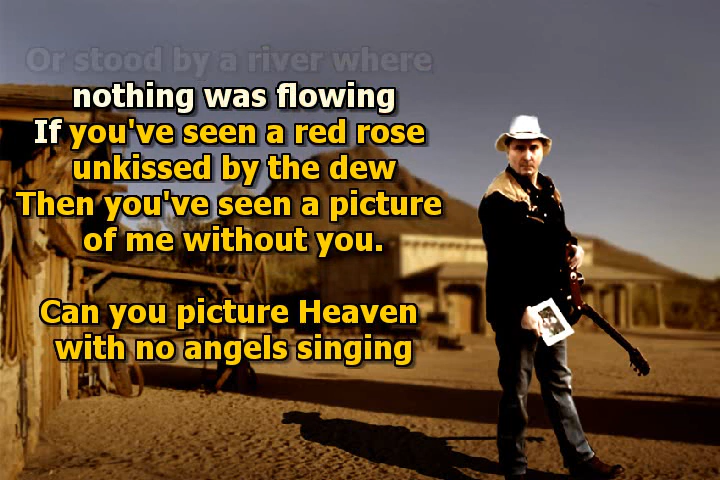 Or stood by a river where
nothing was flowing
If you've seen a red rose
unkissed by the dew
Then you've seen a picture
of me without you.
Can you picture Heaven
with no angels singing